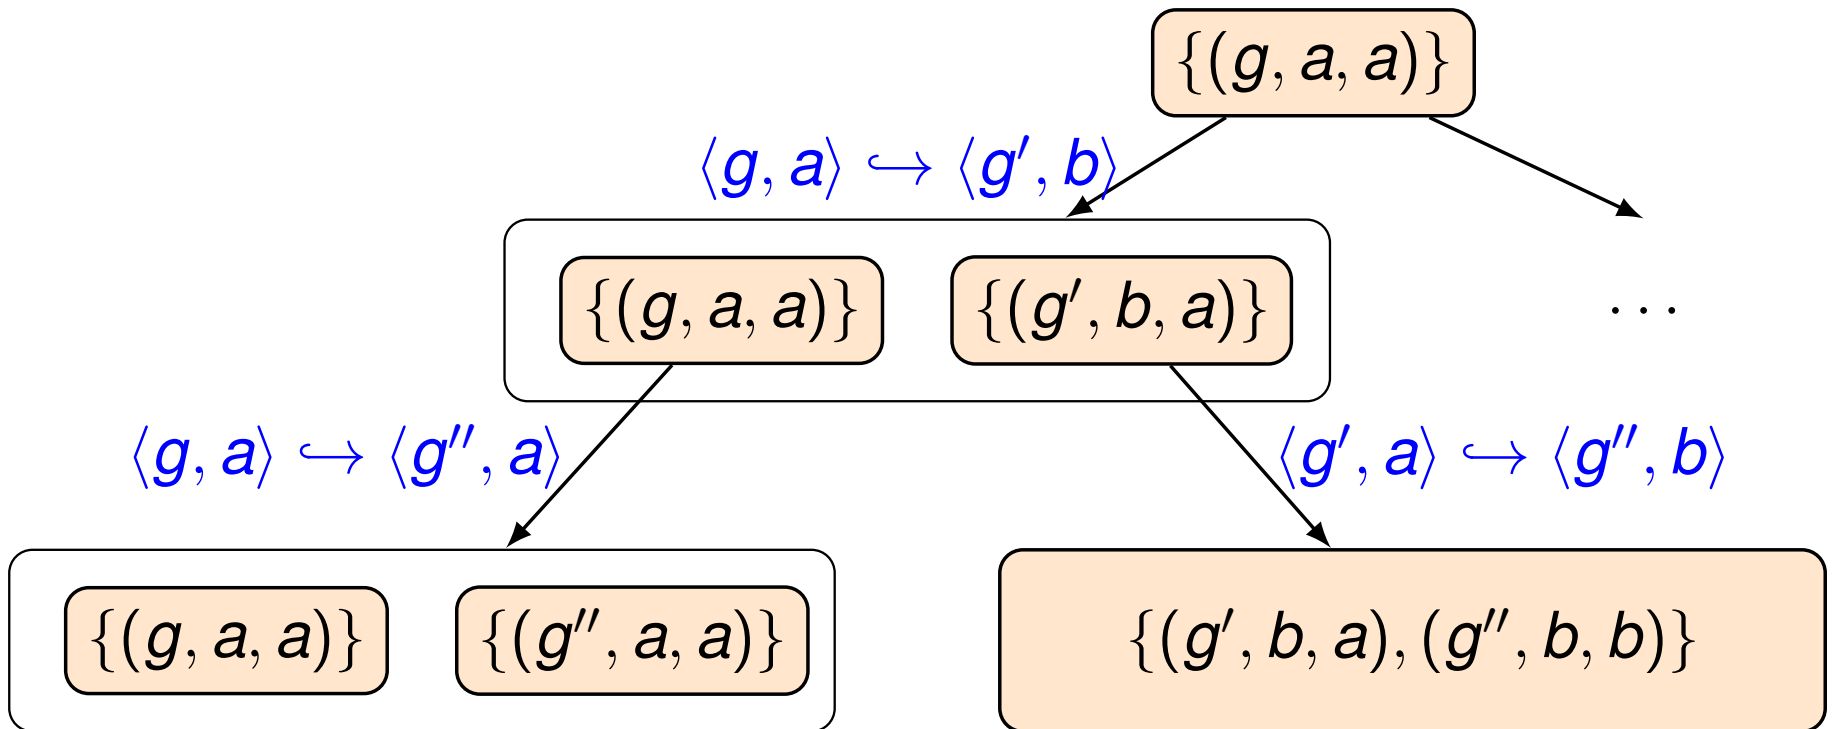 {(g, a, a)}
⟨g, a⟩ ↪ ⟨g′, b⟩
{(g, a, a)} {(g′, b, a)} ...
⟨g, a⟩ ↪ ⟨g′′, a⟩ ⟨g′, a⟩ ↪ ⟨g′′, b⟩
{(g, a, a)} {(g′′, a, a)} {(g′, b, a), (g′′, b, b)}